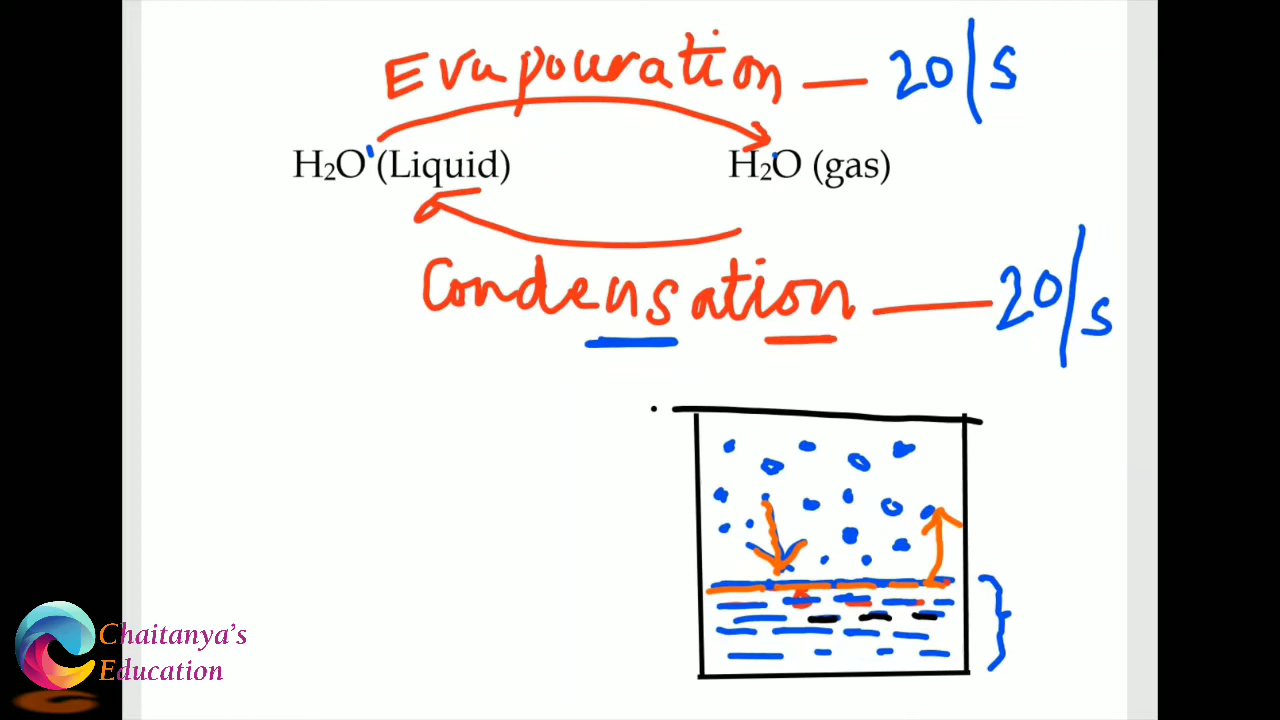 Evapouration — 20/s
H₂O (Liquid) H₂O (gas)
Condensation — 20/s
Chaitanya's
Education